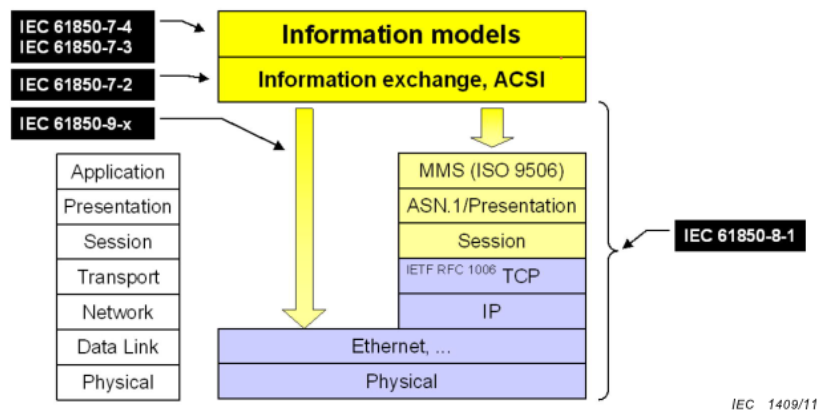 IEC 61850-7-4
IEC 61850-7-3
IEC 61850-7-2
IEC 61850-9-x
Information models
Information exchange, ACSI
Application
Presentation
Session
Transport
Network
Data Link
Physical
MMS (ISO 9506)
ASN.1/Presentation
Session
IETF RFC 1006 TCP
IP
Ethernet, ...
Physical
IEC 61850-8-1
IEC 1409/11